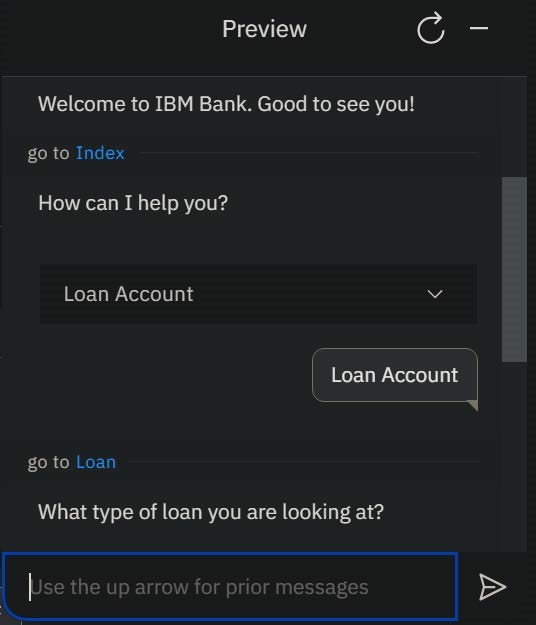 Preview
Welcome to IBM Bank. Good to see you!
go to Index
How can I help you?
Loan Account
Loan Account
go to Loan
What type of loan you are looking at?
Use the up arrow for prior messages